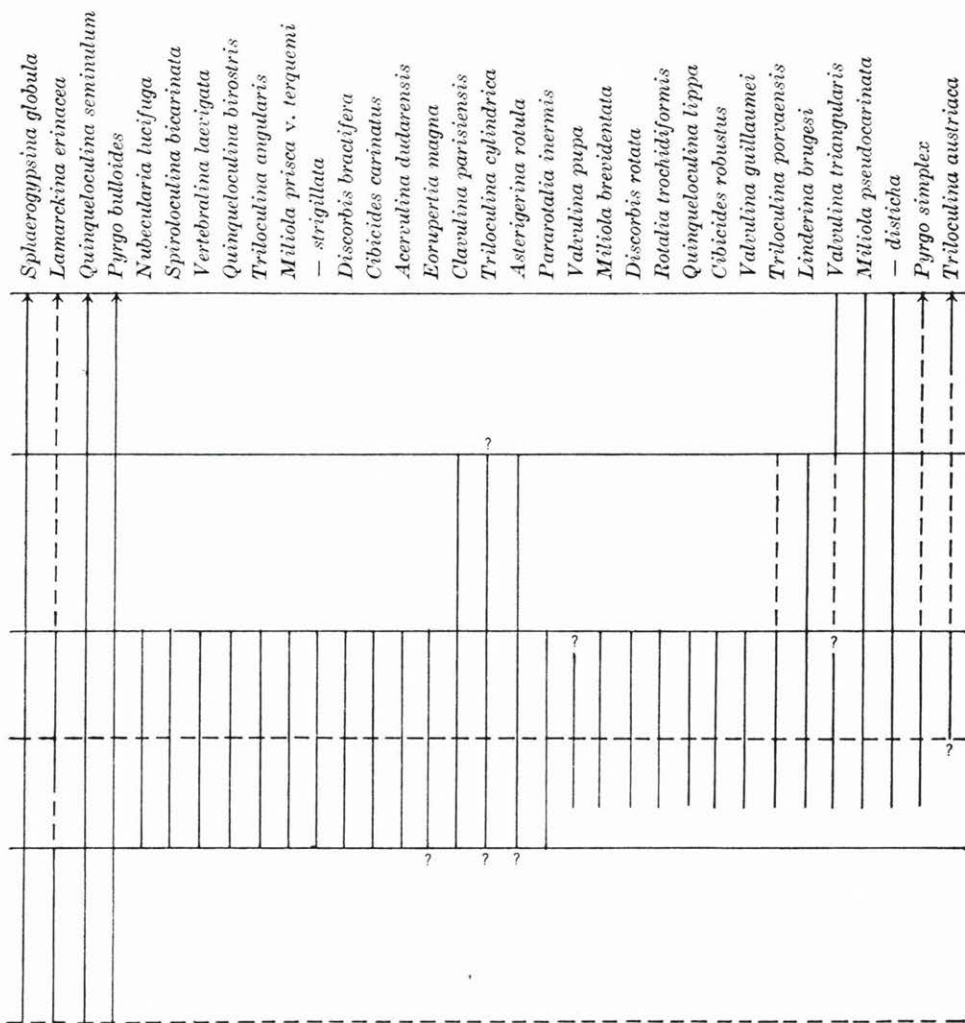 Sphaerogypsina globula
Lamarckina erinacea
Quinqueloculina seminulum
Pyrgo bulloides
Nubecularia lucifuga
Spiroloculina bicarinata
Vertebralina laevigata
Quinqueloculina birostris
Triloculina angularis
Miliola prisca v. terquemi
— strigillata
Discorbis bractifera
Cibicides carinatus
Acervulina dudarensis
Eorupertia magna
Clavulina parisiensis
Triloculina cylindrica
Asterigerina rotula
Pararotalia inermis
Valvulina pupa
Miliola brevidentata
Discorbis rotata
Rotalia trochidiformis
Quinqueloculina lippa
Cibicides robustus
Valvulina guillaumei
Triloculina porvaensis
Linderina brugesi
Valvulina triangularis
Miliola pseudocarinata
— disticha
Pyrgo simplex
Triloculina austriaca
?
? ?
?
? ? ?